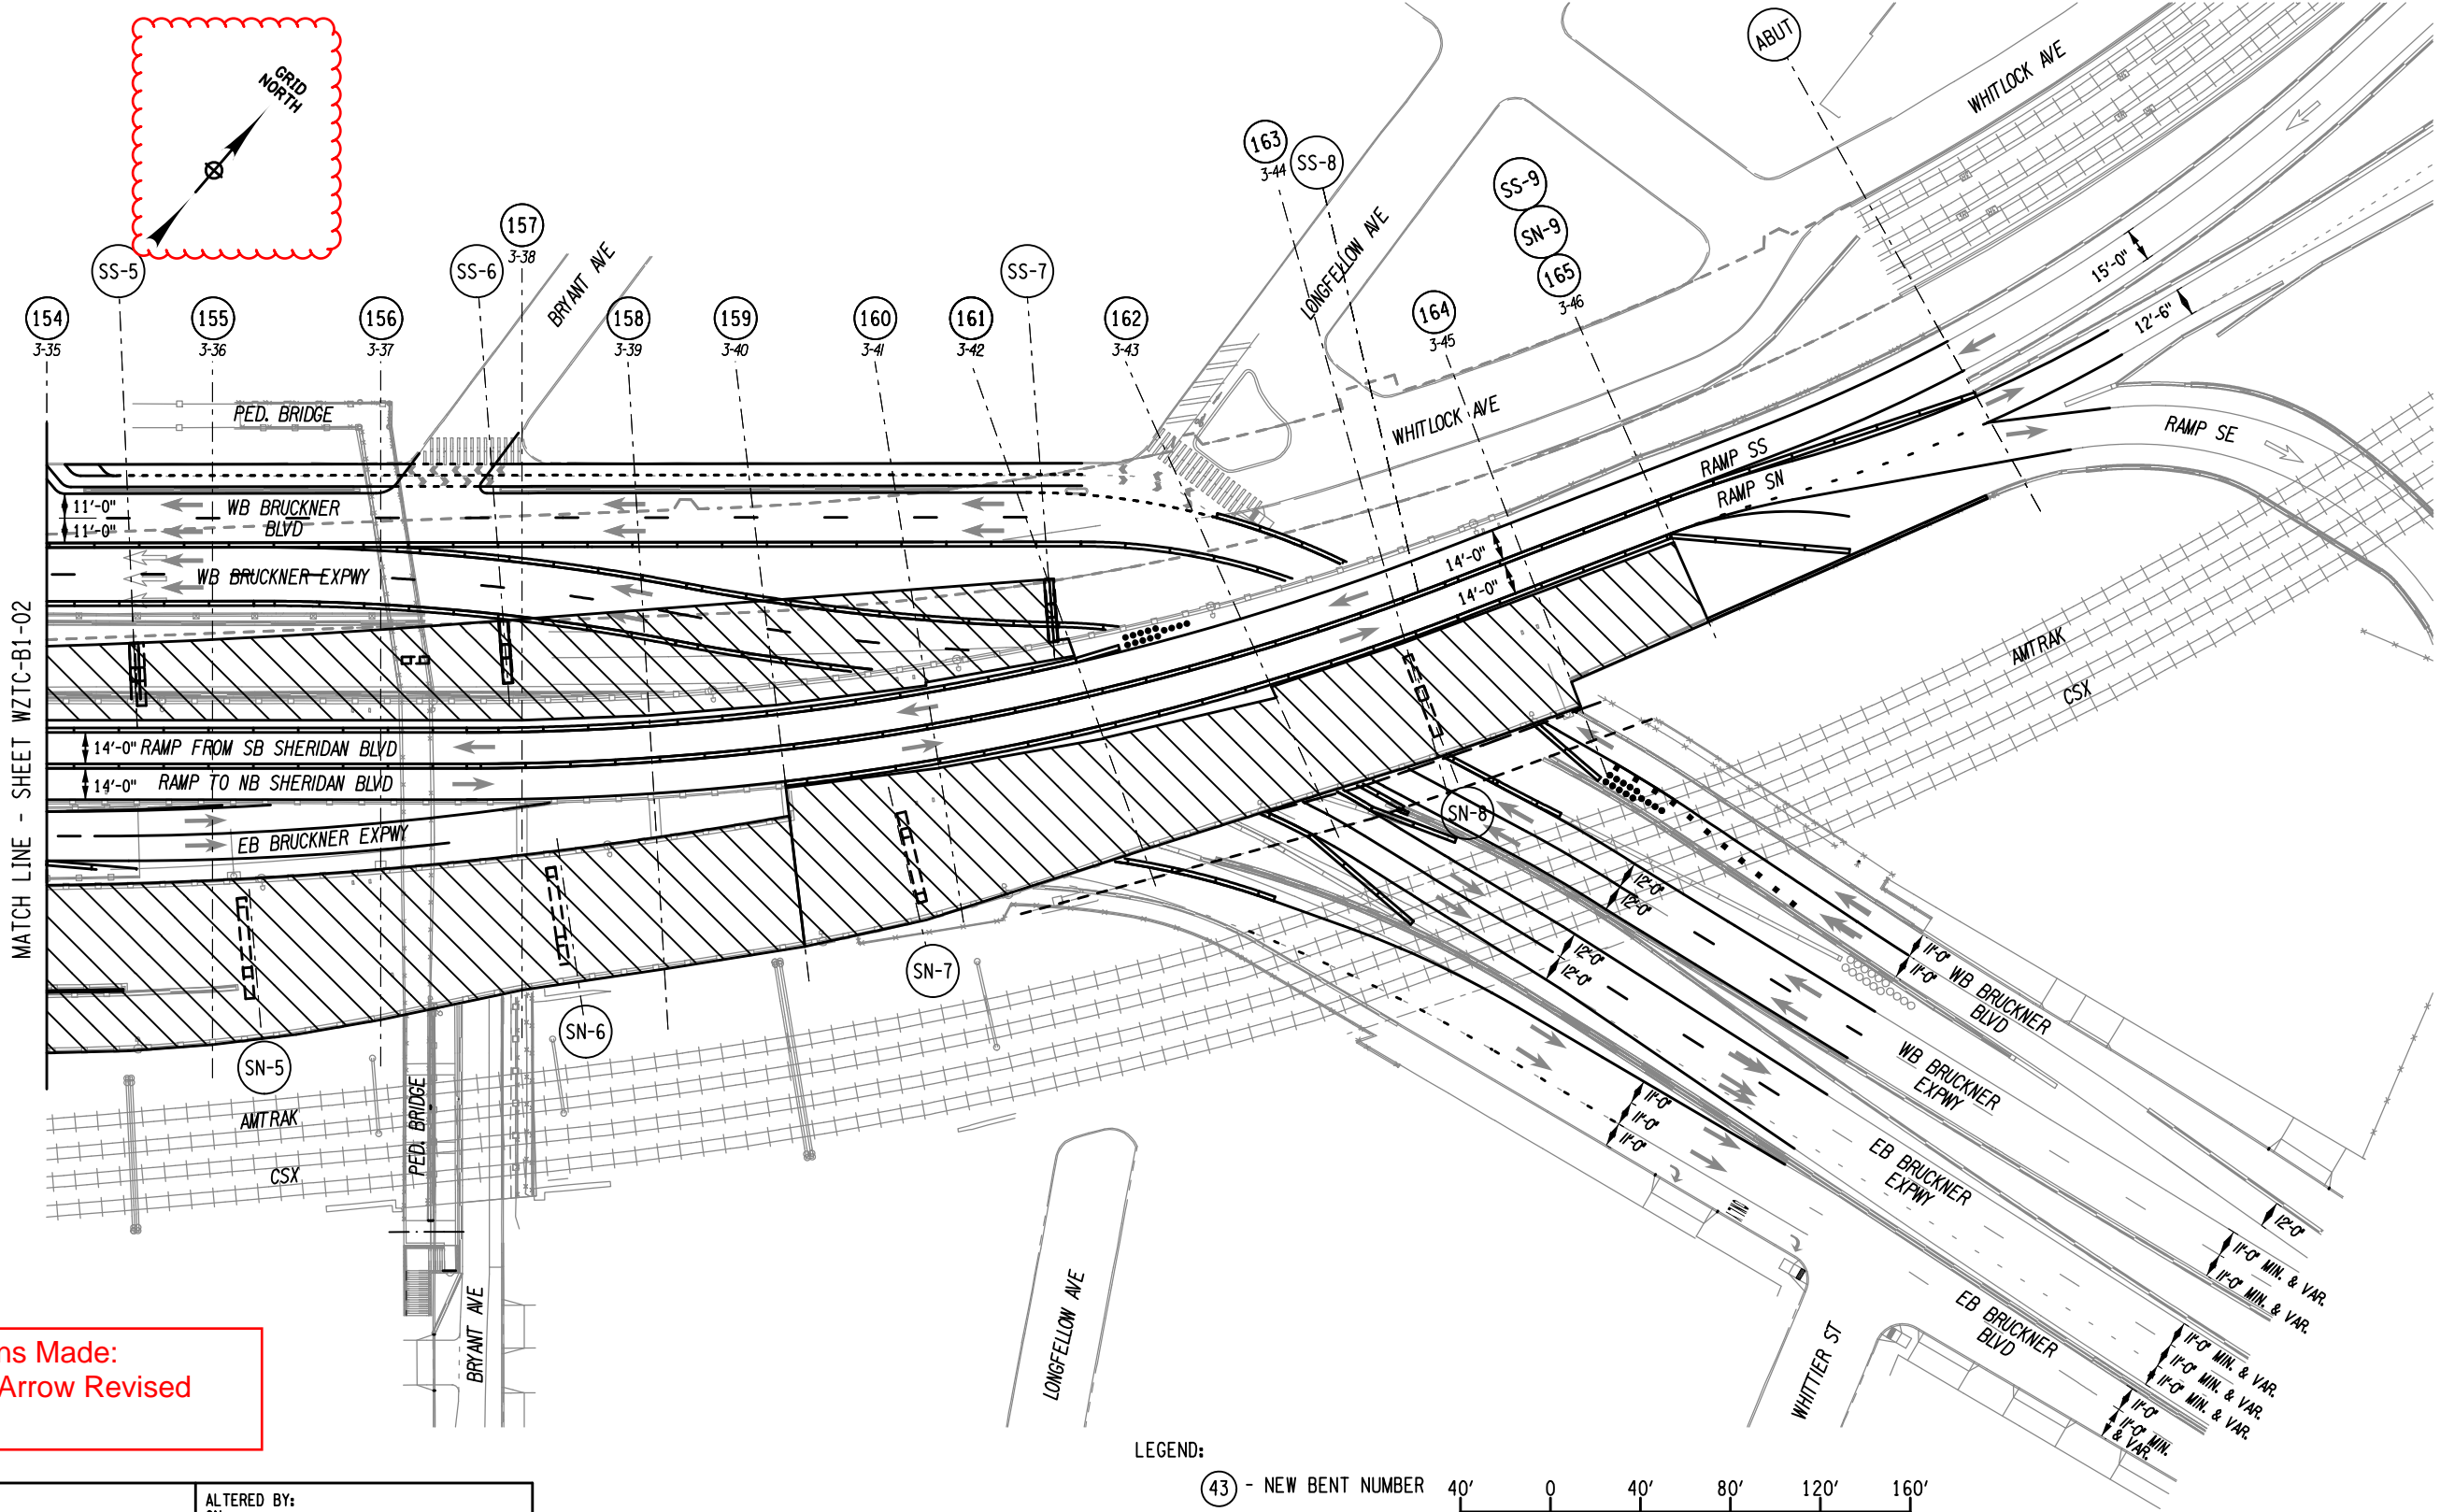 GRID
NORTH
ABUT
WHITLOCK AVE
163
3-44
SS-8
SS-9
SN-9
165
3-46
157
3-38
SS-5
SS-6
BRYANT AVE
SS-7
LONGFELLOW AVE
154
3-35
155
3-36
156
3-37
158
3-39
159
3-40
160
3-41
161
3-42
162
3-43
164
3-45
15'-0"
12'-6"
PED. BRIDGE
WHITLOCK AVE
RAMP SE
RAMP SS
RAMP SN
11'-0"
11'-0"
WB BRUCKNER
BLVD
WB BRUCKNER EXPWY
14'-0"
14'-0"
MATCH LINE - SHEET WZTC-B1-02
AMTRAK
CSX
14'-0" RAMP FROM SB SHERIDAN BLVD
14'-0" RAMP TO NB SHERIDAN BLVD
EB BRUCKNER EXPWY
SN-8
12'-0"
12'-0"
12'-0"
12'-0"
11'-0"
11'-0"
WB BRUCKNER
BLVD
SN-7
SN-6
SN-5
WB BRUCKNER
EXPWY
11'-0"
11'-0"
11'-0"
AMTRAK
CSX
PED. BRIDGE
EB BRUCKNER
EXPWY
12'-0"
11'-0" MIN. & VAR.
11'-0" MIN. & VAR.
EB BRUCKNER
BLVD
11'-0" MIN. & VAR.
11'-0" MIN. & VAR.
11'-0" MIN. & VAR.
11'-0"
11'-0" MIN.
& VAR.
BRYANT AVE
LONGFELLOW AVE
WHITTIER ST
ns Made:
Arrow Revised
LEGEND:
43 - NEW BENT NUMBER
40' 0 40' 80' 120' 160'
ALTERED BY: